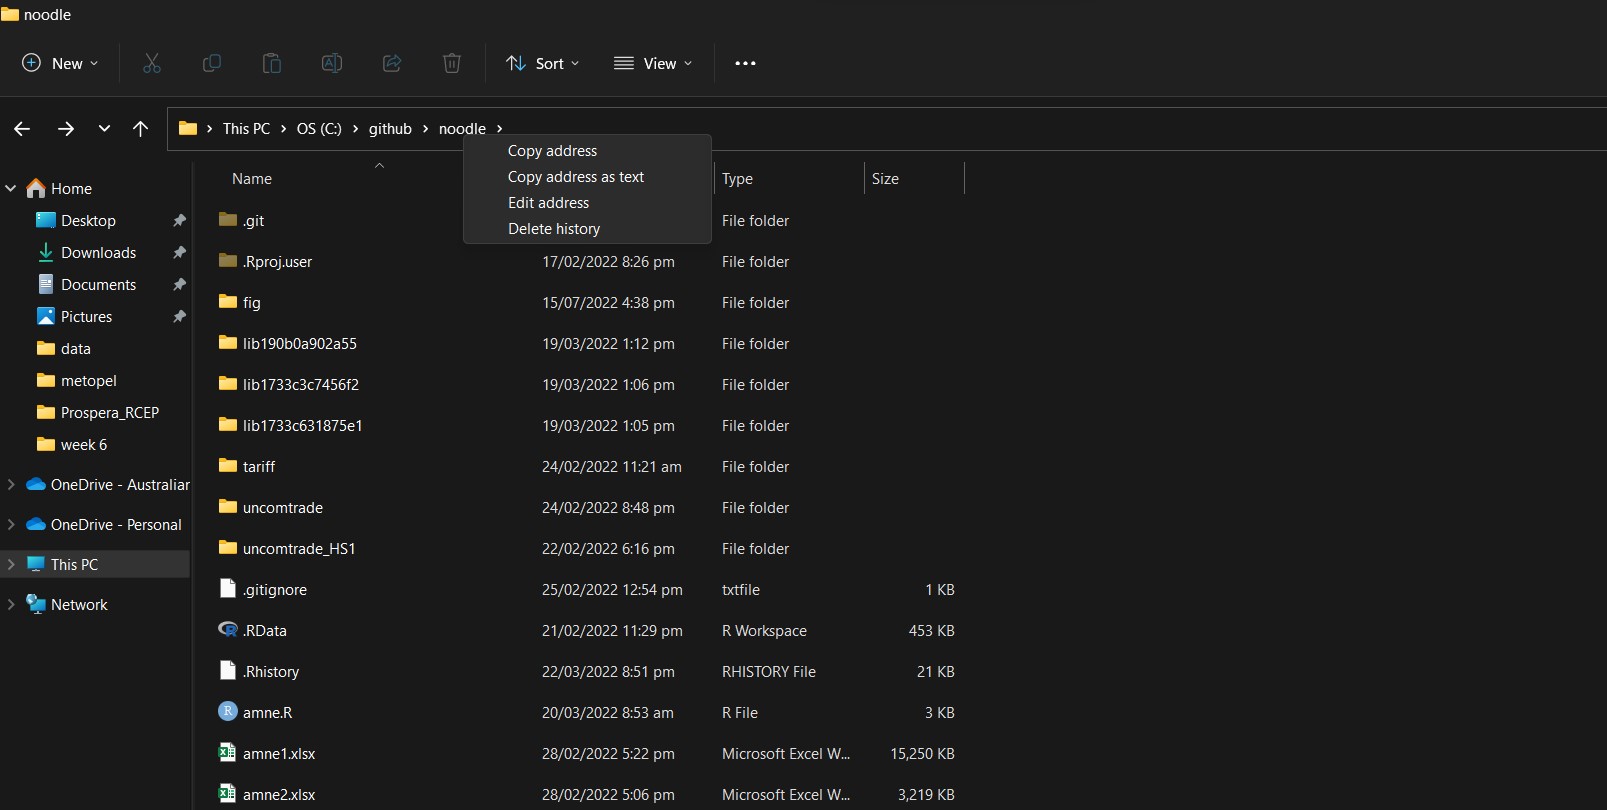 noodle
New
Sort
View
This PC > OS (C:) > github > noodle >
Copy address
Copy address as text
Edit address
Delete history
Name Type Size
Home
Desktop
Downloads
Documents
Pictures
data
metopel
Prospera_RCEP
week 6
OneDrive - Australian
OneDrive - Personal
This PC
Network
.git File folder
.Rproj.user 17/02/2022 8:26 pm File folder
fig 15/07/2022 4:38 pm File folder
lib190b0a902a55 19/03/2022 1:12 pm File folder
lib1733c3c7456f2 19/03/2022 1:06 pm File folder
lib1733c631875e1 19/03/2022 1:05 pm File folder
tariff 24/02/2022 11:21 am File folder
uncomtrade 24/02/2022 8:48 pm File folder
uncomtrade_HS1 22/02/2022 6:16 pm File folder
.gitignore 25/02/2022 12:54 pm txtfile 1 KB
.RData 21/02/2022 11:29 pm R Workspace 453 KB
.Rhistory 22/03/2022 8:51 pm RHISTORY File 21 KB
amne.R 20/03/2022 8:53 am R File 3 KB
amne1.xlsx 28/02/2022 5:22 pm Microsoft Excel W... 15,250 KB
amne2.xlsx 28/02/2022 5:06 pm Microsoft Excel W... 3,219 KB